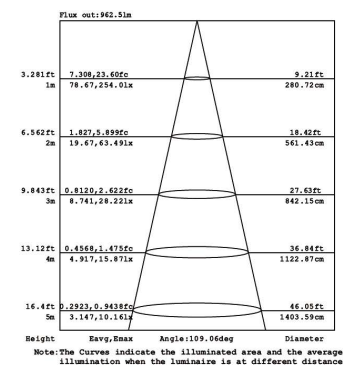 Flux out:962.5lm
3.281ft 7.308,23.60fc 9.21ft
1m 78.67,254.0lx 280.72cm
6.562ft 1.827,5.899fc 18.42ft
2m 19.67,63.49lx 561.43cm
9.843ft 0.8120,2.622fc 27.63ft
3m 8.741,28.22lx 842.15cm
13.12ft 0.4568,1.475fc 36.84ft
4m 4.917,15.87lx 1122.87cm
16.4ft 0.2923,0.9438fc 46.05ft
5m 3.147,10.16lx 1403.59cm
Height Eavg,Emax Angle:109.06deg Diameter
Note:The Curves indicate the illuminated area and the average
illumination when the luminaire is at different distance